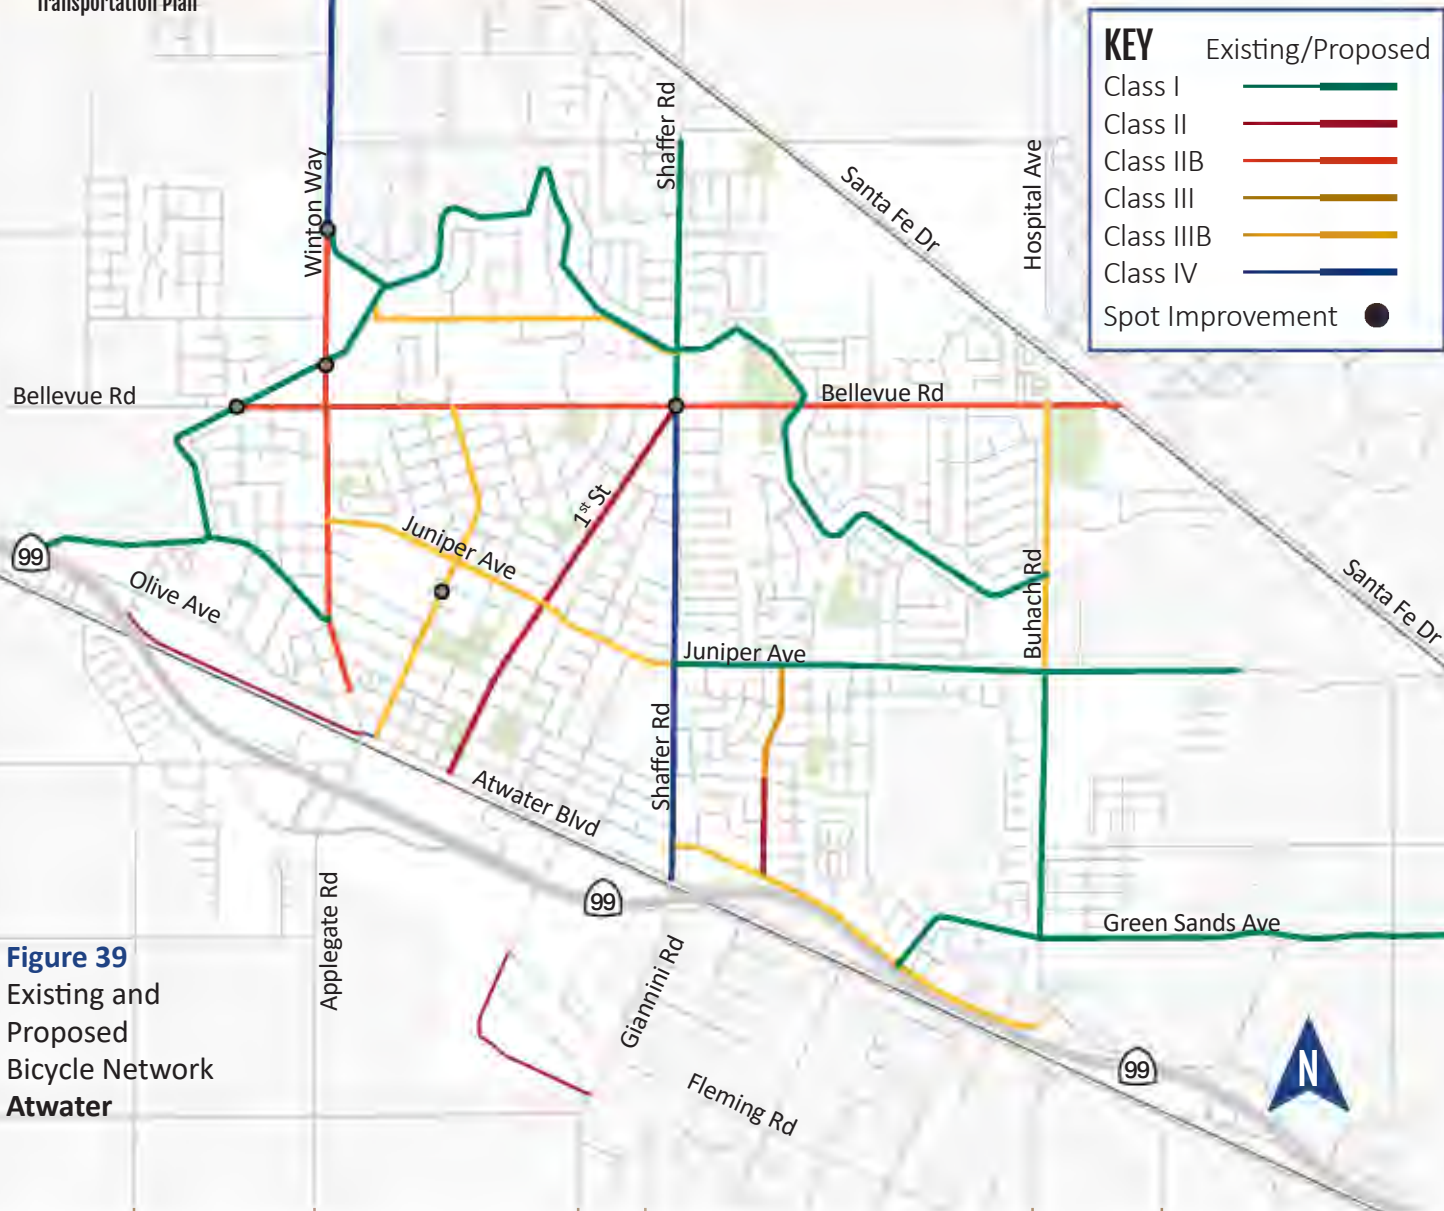 Transportation Plan
KEY Existing/Proposed
Class I
Class II
Class IIB
Class III
Class IIIB
Class IV
Spot Improvement
Shaffer Rd
Winton Way
Santa Fe Dr
Hospital Ave
Bellevue Rd
Bellevue Rd
1st St
Juniper Ave
99
Olive Ave
Buhach Rd
Santa Fe Dr
Juniper Ave
Shaffer Rd
Atwater Blvd
99
Applegate Rd
Green Sands Ave
Giannini Rd
Fleming Rd
99
N
Figure 39
Existing and
Proposed
Bicycle Network
Atwater